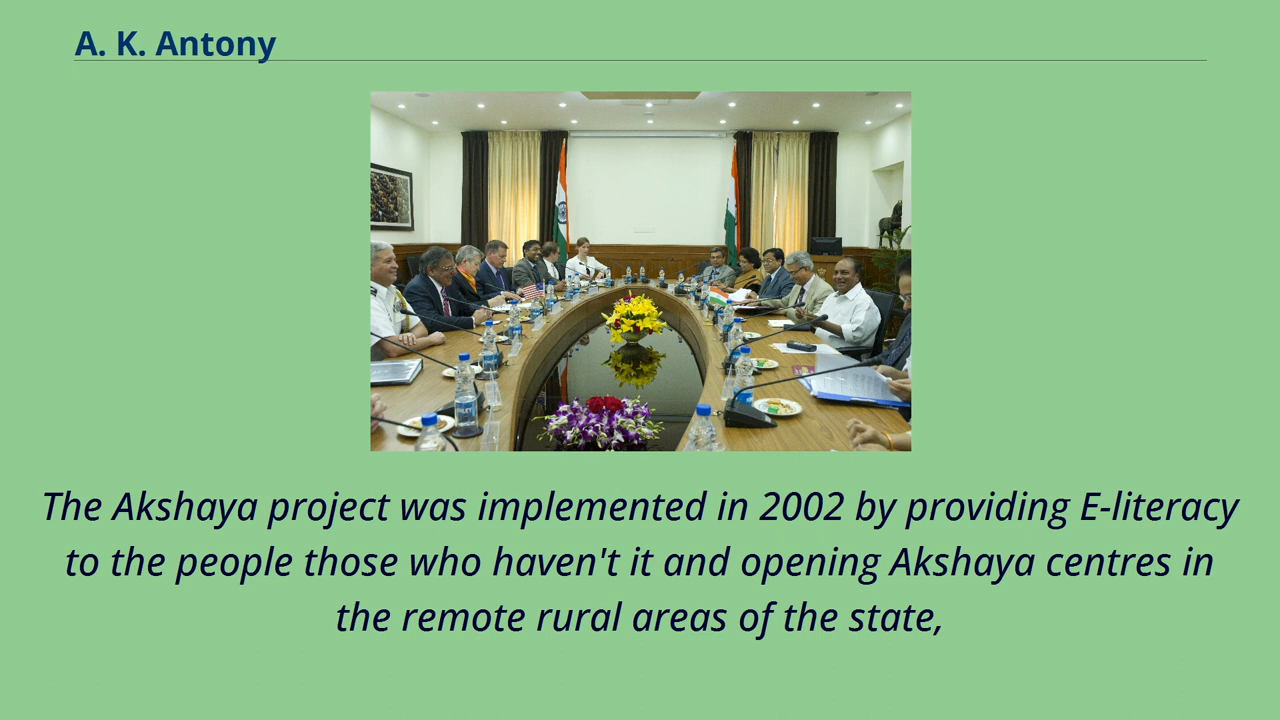 A. K. Antony
The Akshaya project was implemented in 2002 by providing E-literacy
to the people those who haven't it and opening Akshaya centres in
the remote rural areas of the state,